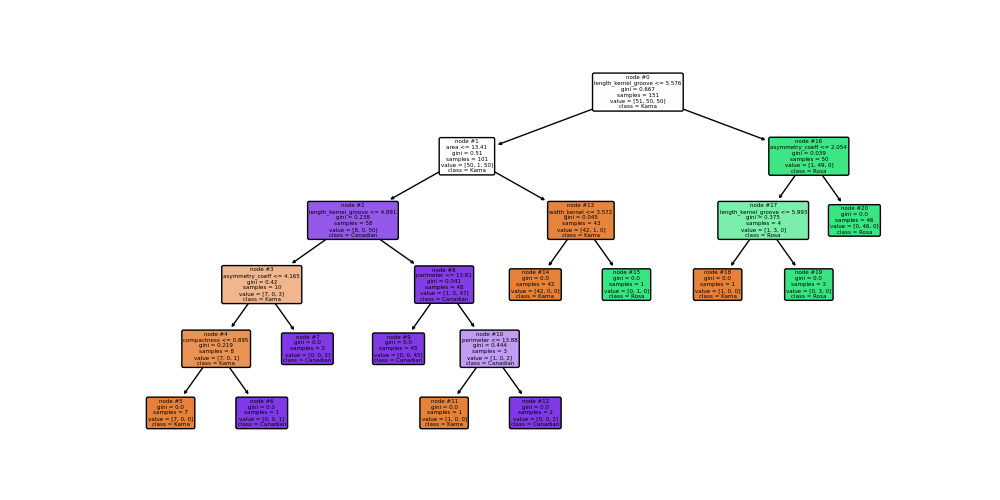 node #0
length_kernel_groove <= 5.576
gini = 0.667
samples = 151
value = [51, 50, 50]
class = Kama
node #1
area <= 13.41
gini = 0.51
samples = 101
value = [50, 1, 50]
class = Kama
node #16
asymmetry_coeff <= 2.054
gini = 0.039
samples = 50
value = [1, 49, 0]
class = Rosa
node #2
length_kernel_groove <= 4.891
gini = 0.238
samples = 58
value = [8, 0, 50]
class = Canadian
node #13
width_kernel <= 3.572
gini = 0.045
samples = 43
value = [42, 1, 0]
class = Kama
node #17
length_kernel_groove <= 5.993
gini = 0.375
samples = 4
value = [1, 3, 0]
class = Rosa
node #20
gini = 0.0
samples = 46
value = [0, 46, 0]
class = Rosa
node #3
asymmetry_coeff <= 4.165
gini = 0.42
samples = 10
value = [7, 0, 3]
class = Kama
node #8
perimeter <= 13.81
gini = 0.041
samples = 48
value = [1, 0, 47]
class = Canadian
node #14
gini = 0.0
samples = 42
value = [42, 0, 0]
class = Kama
node #15
gini = 0.0
samples = 1
value = [0, 1, 0]
class = Rosa
node #18
gini = 0.0
samples = 1
value = [1, 0, 0]
class = Kama
node #19
gini = 0.0
samples = 3
value = [0, 3, 0]
class = Rosa
node #4
compactness <= 0.895
gini = 0.219
samples = 8
value = [7, 0, 1]
class = Kama
node #7
gini = 0.0
samples = 2
value = [0, 0, 2]
class = Canadian
node #9
gini = 0.0
samples = 45
value = [0, 0, 45]
class = Canadian
node #10
perimeter <= 13.88
gini = 0.444
samples = 3
value = [1, 0, 2]
class = Canadian
node #5
gini = 0.0
samples = 7
value = [7, 0, 0]
class = Kama
node #6
gini = 0.0
samples = 1
value = [0, 0, 1]
class = Canadian
node #11
gini = 0.0
samples = 1
value = [1, 0, 0]
class = Kama
node #12
gini = 0.0
samples = 2
value = [0, 0, 2]
class = Canadian